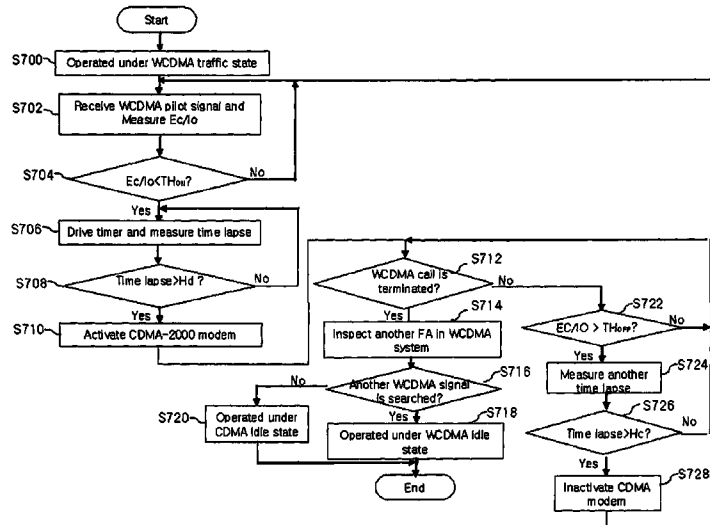 Start
S700
Operated under WCDMA traffic state
S702
Receive WCDMA pilot signal and
Measure Ec/Io
S704
Ec/Io<THON?
No
Yes
S706
Drive timer and measure time lapse
S708
Time lapse>Hd ?
No
Yes
S710
Activate CDMA-2000 modem
S712
WCDMA call is
terminated?
No
Yes
S714
Inspect another FA in WCDMA
system
S716
Another WCDMA signal
is searched?
No
Yes
S720
Operated under
CDMA Idle state
S718
Operated under WCDMA idle
state
End
S722
EC/IO > THOFF?
No
Yes
S724
Measure another
time lapse
S726
Time lapse>Hc?
No
Yes
S728
Inactivate CDMA
modem